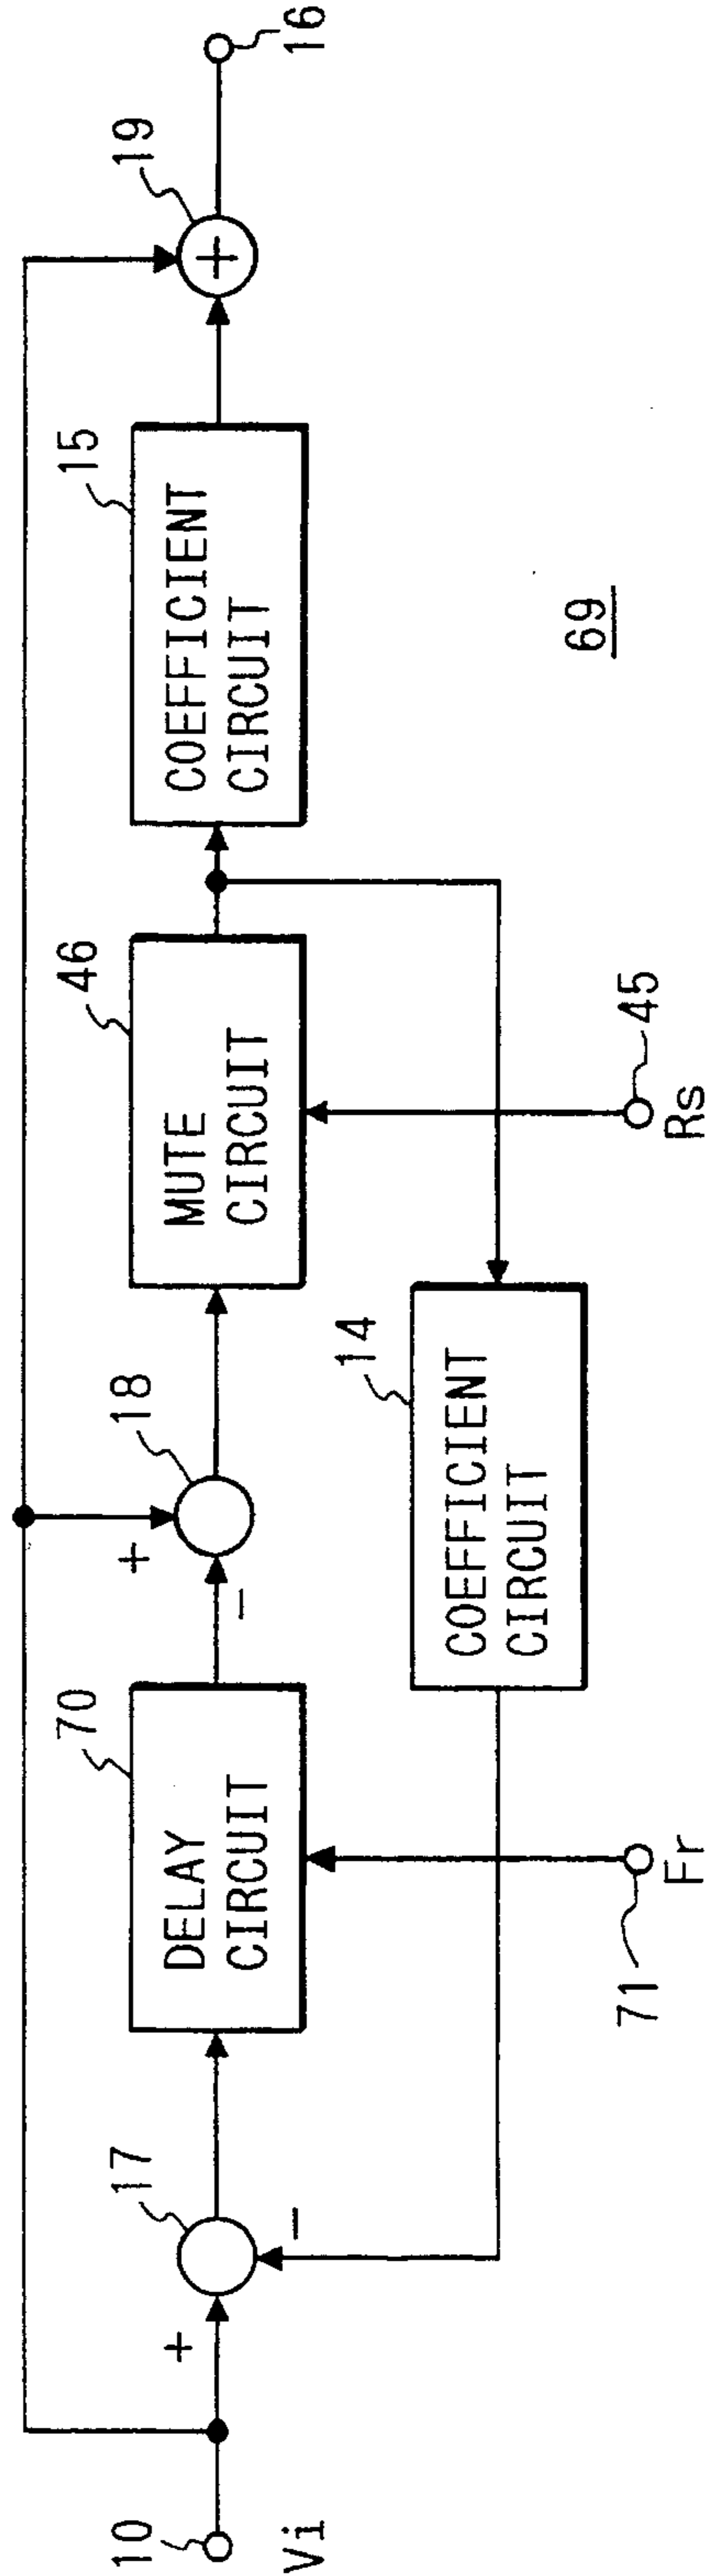 10
Vi
+
17
−
DELAY
CIRCUIT
70
71
Fr
+
−
18
MUTE
CIRCUIT
46
45
Rs
COEFFICIENT
CIRCUIT
14
COEFFICIENT
CIRCUIT
15
+
19
16
69